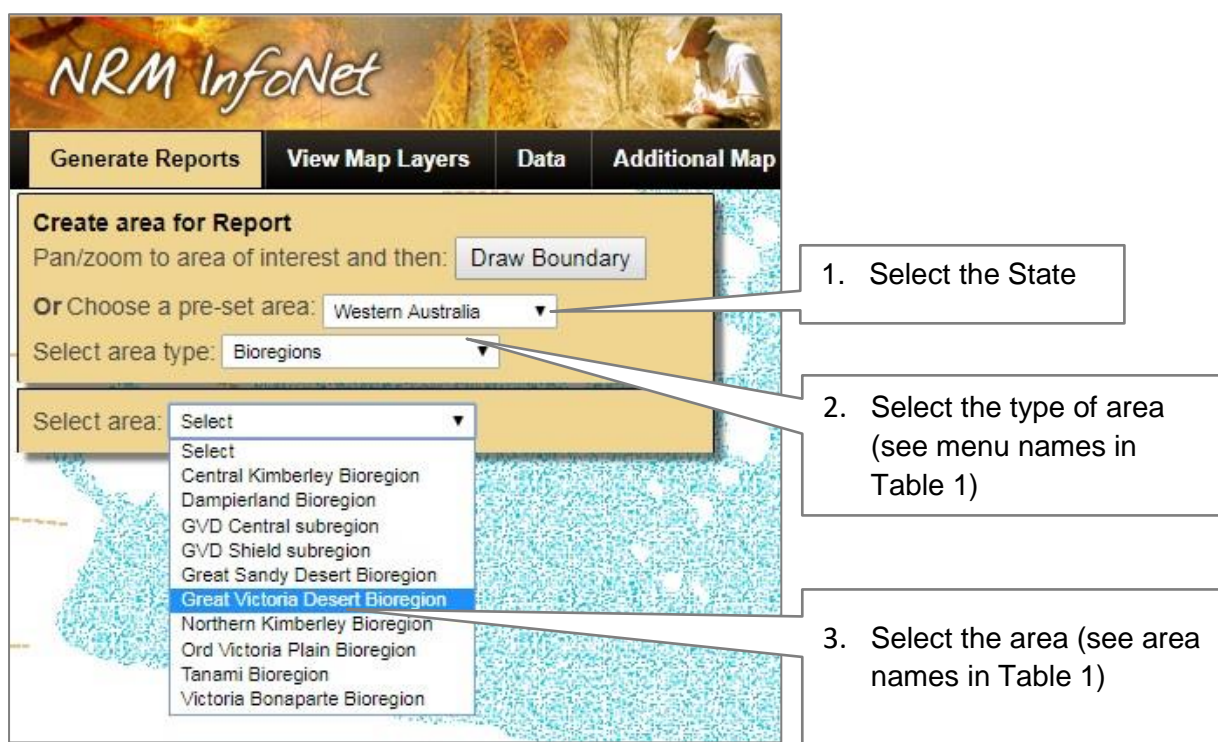 NRM InfoNet
Generate Reports View Map Layers Data Additional Map
Create area for Report
Pan/zoom to area of interest and then: Draw Boundary
Or Choose a pre-set area: Western Australia
Select area type: Bioregions
Select area: Select
Select
Central Kimberley Bioregion
Dampierland Bioregion
GVD Central subregion
GVD Shield subregion
Great Sandy Desert Bioregion
Great Victoria Desert Bioregion
Northern Kimberley Bioregion
Ord Victoria Plain Bioregion
Tanami Bioregion
Victoria Bonaparte Bioregion
1. Select the State
2. Select the type of area
(see menu names in
Table 1)
3. Select the area (see area
names in Table 1)